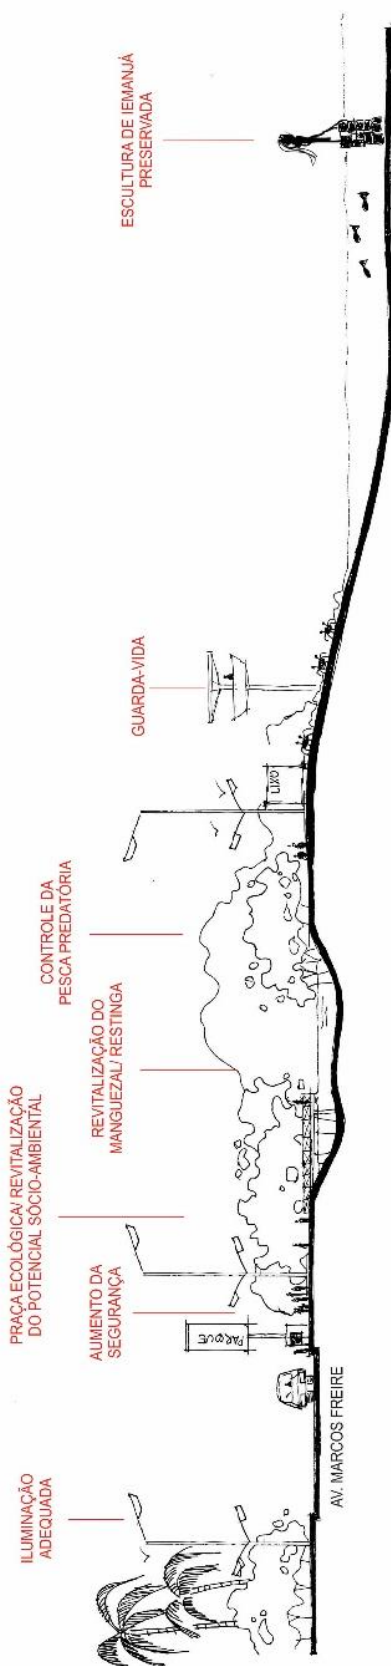 ILUMINAÇÃO
ADEQUADA
PRAÇA ECOLÓGICA/ REVITALIZAÇÃO
DO POTENCIAL SÓCIO-AMBIENTAL
AUMENTO DA
SEGURANÇA
REVITALIZAÇÃO DO
MANGUEZAL/ RESTINGA
CONTROLE DA
PESCA PREDATÓRIA
GUARDA-VIDA
ESCULTURA DE IEMANJÁ
PRESERVADA
PARQUE
LIXO
AV. MARCOS FREIRE